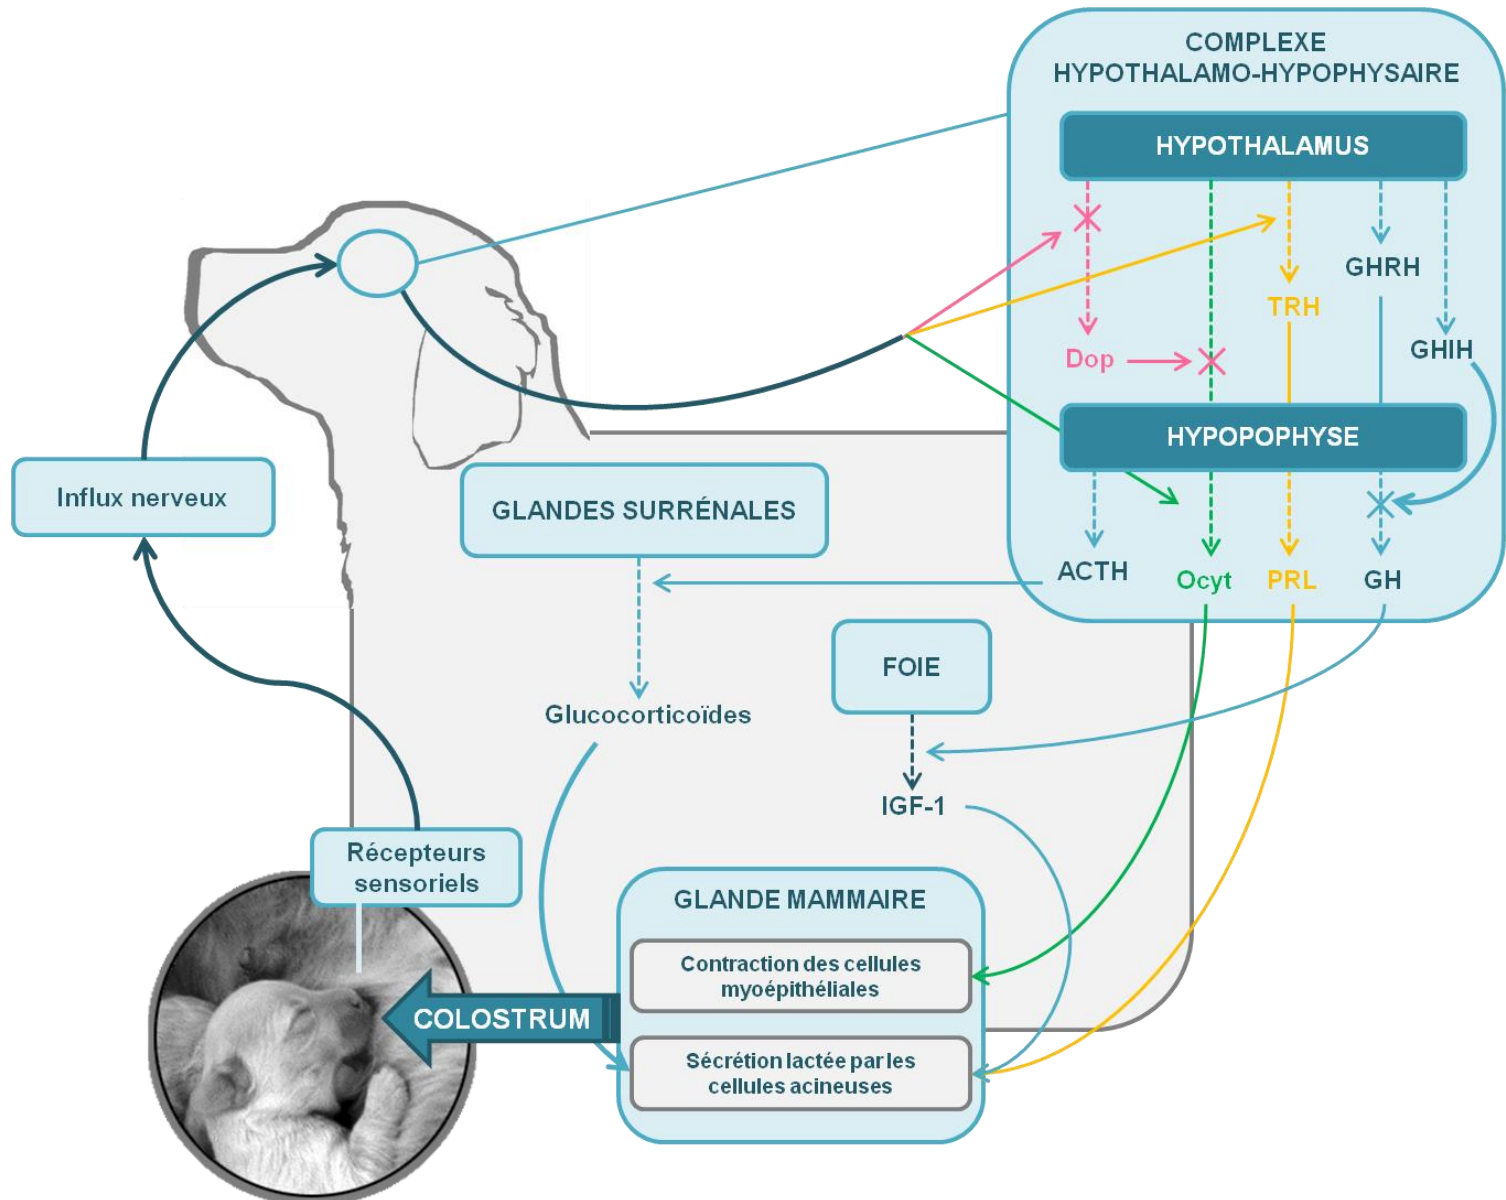 COMPLEXE
HYPOTHALAMO-HYPOPHYSAIRE
HYPOTHALAMUS
GHRH
TRH
GHIH
Dop
HYPOPOPHYSE
ACTH
Ocyt
PRL
GH
Influx nerveux
GLANDES SURRÉNALES
Glucocorticoïdes
FOIE
IGF-1
Récepteurs
sensoriels
GLANDE MAMMAIRE
Contraction des cellules
myoépithéliales
COLOSTRUM
Sécrétion lactée par les
cellules acineuses